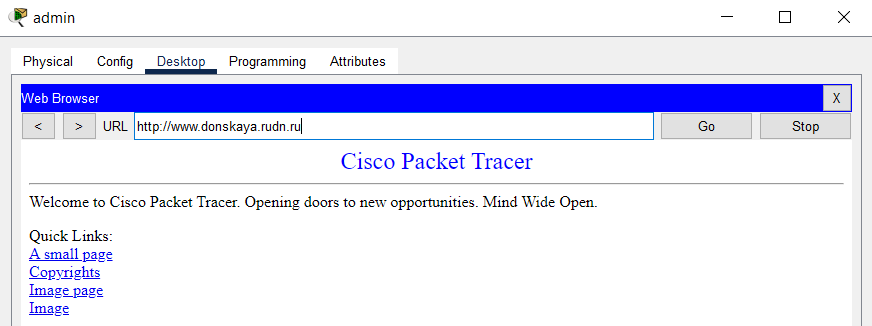 admin
Physical Config Desktop Programming Attributes
Web Browser X
< > URL http://www.donskaya.rudn.ru Go Stop
Cisco Packet Tracer
Welcome to Cisco Packet Tracer. Opening doors to new opportunities. Mind Wide Open.
Quick Links:
A small page
Copyrights
Image page
Image